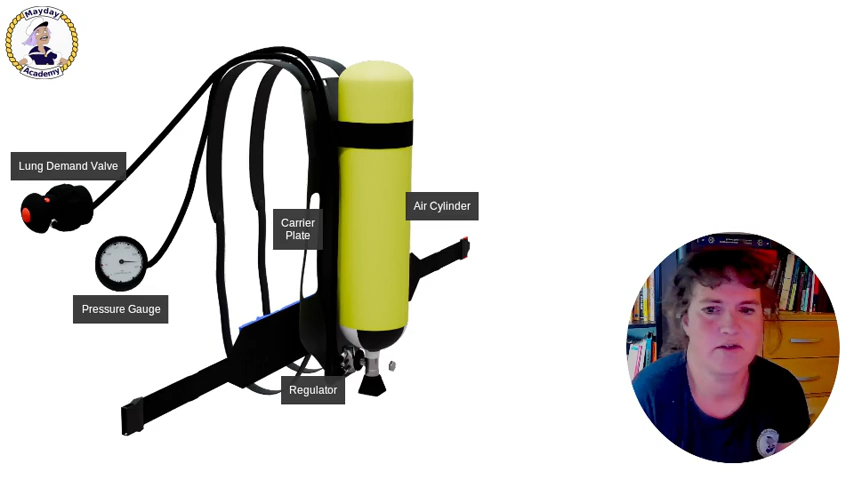 Mayday
Academy
Lung Demand Valve
Air Cylinder
Carrier
Plate
Pressure Gauge
Regulator